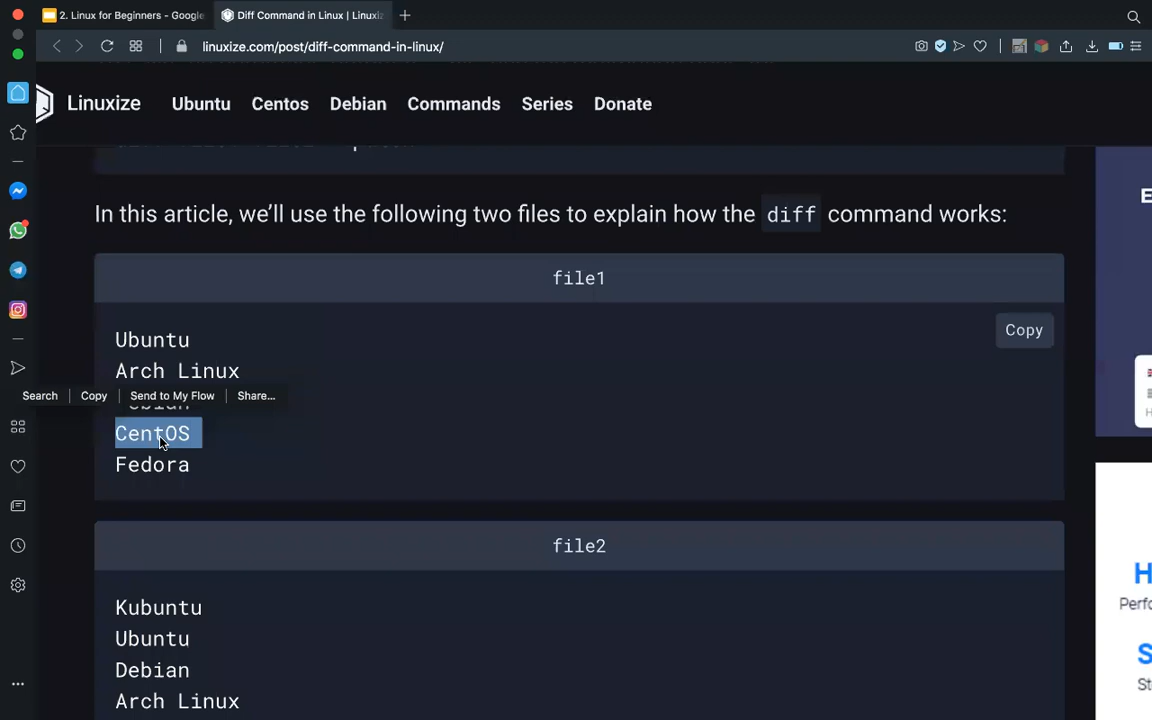 2. Linux for Beginners - Google
Diff Command in Linux | Linuxiz
linuxize.com/post/diff-command-in-linux/
Linuxize Ubuntu Centos Debian Commands Series Donate
In this article, we'll use the following two files to explain how the diff command works:
file1
Copy
Ubuntu
Arch Linux
Search Copy Send to My Flow Share...
CentOS
Fedora
file2
Kubuntu
Ubuntu
Debian
Arch Linux
Perfo